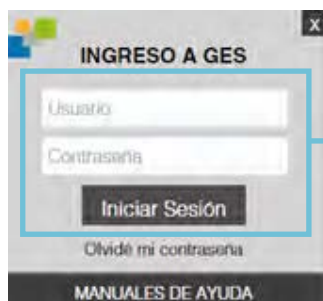 X
INGRESO A GES
Usuario
Contraseña
Iniciar Sesión
Olvidé mi contraseña
MANUALES DE AYUDA